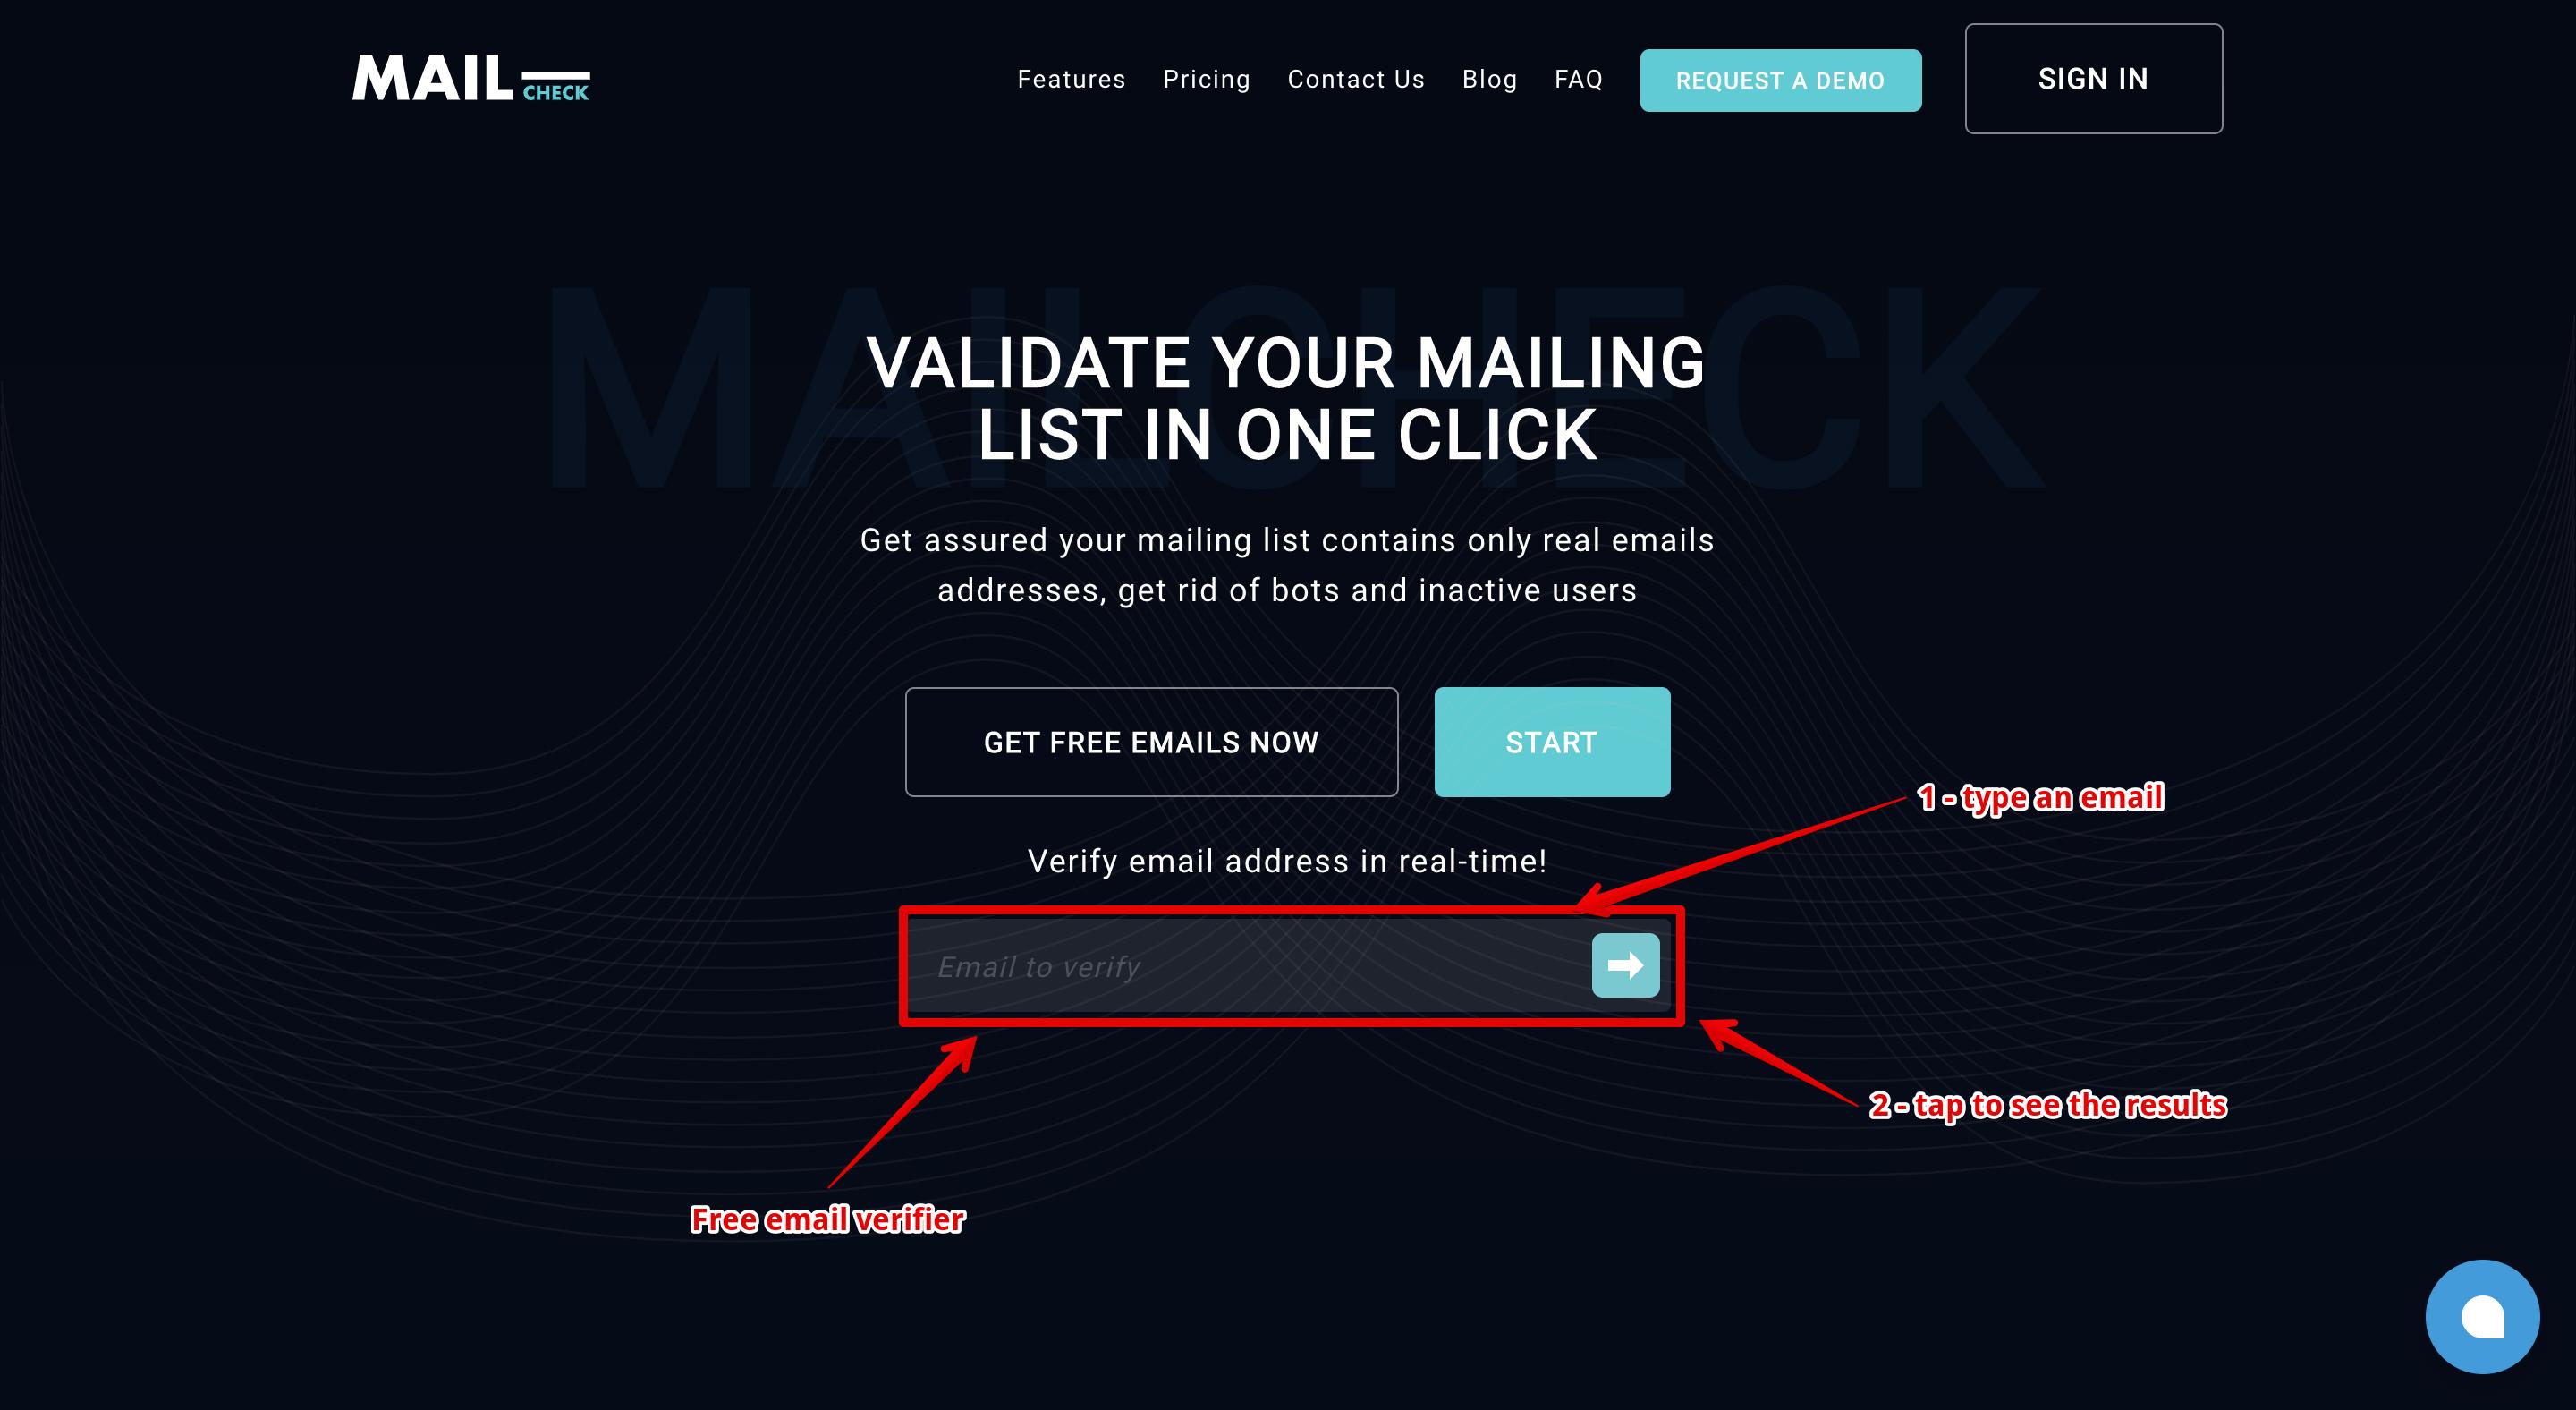 MAIL CHECK
Features Pricing Contact Us Blog FAQ REQUEST A DEMO SIGN IN
MAILCHECK
VALIDATE YOUR MAILING
LIST IN ONE CLICK
Get assured your mailing list contains only real emails
addresses, get rid of bots and inactive users
GET FREE EMAILS NOW START
1 - type an email
Verify email address in real-time!
Email to verify
2 - tap to see the results
Free email verifier